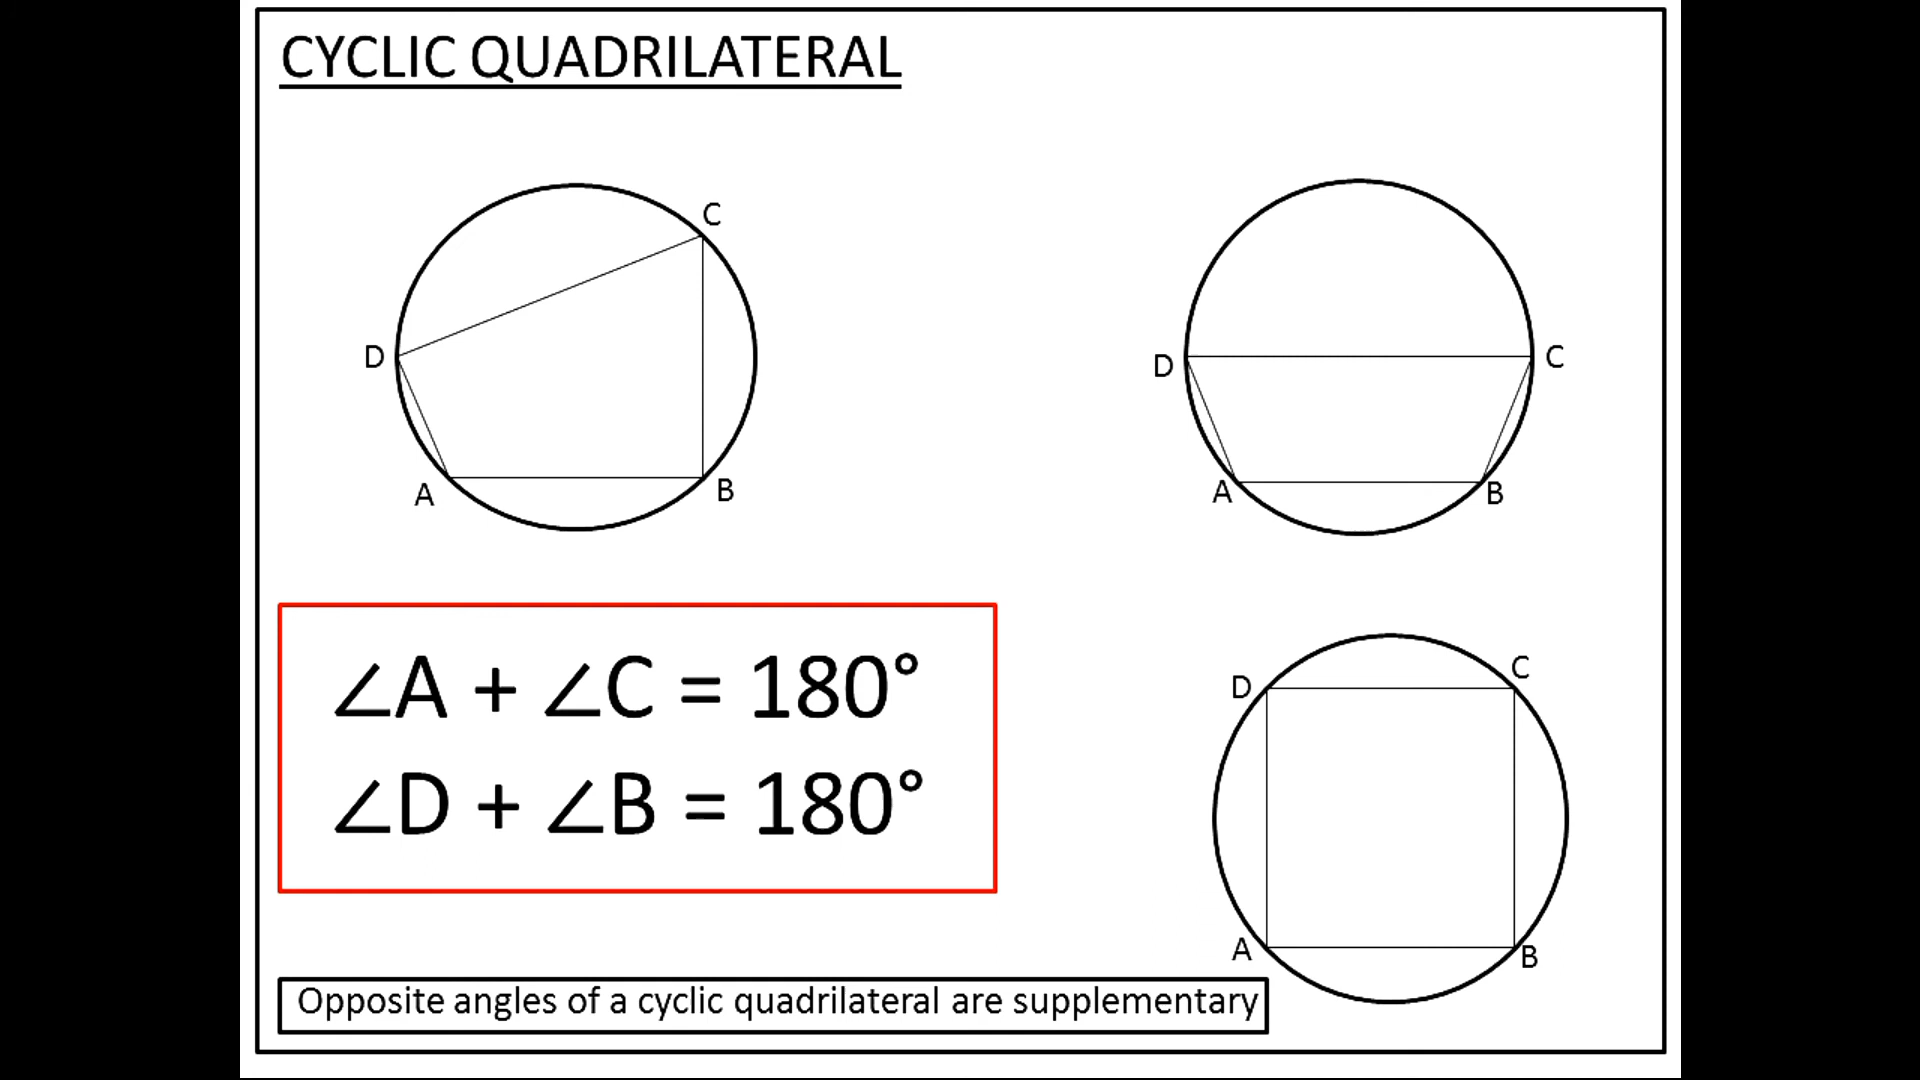 CYCLIC QUADRILATERAL
C
D
A
B
D
C
A
B
∠A + ∠C = 180°
∠D + ∠B = 180°
D
C
A
B
Opposite angles of a cyclic quadrilateral are supplementary